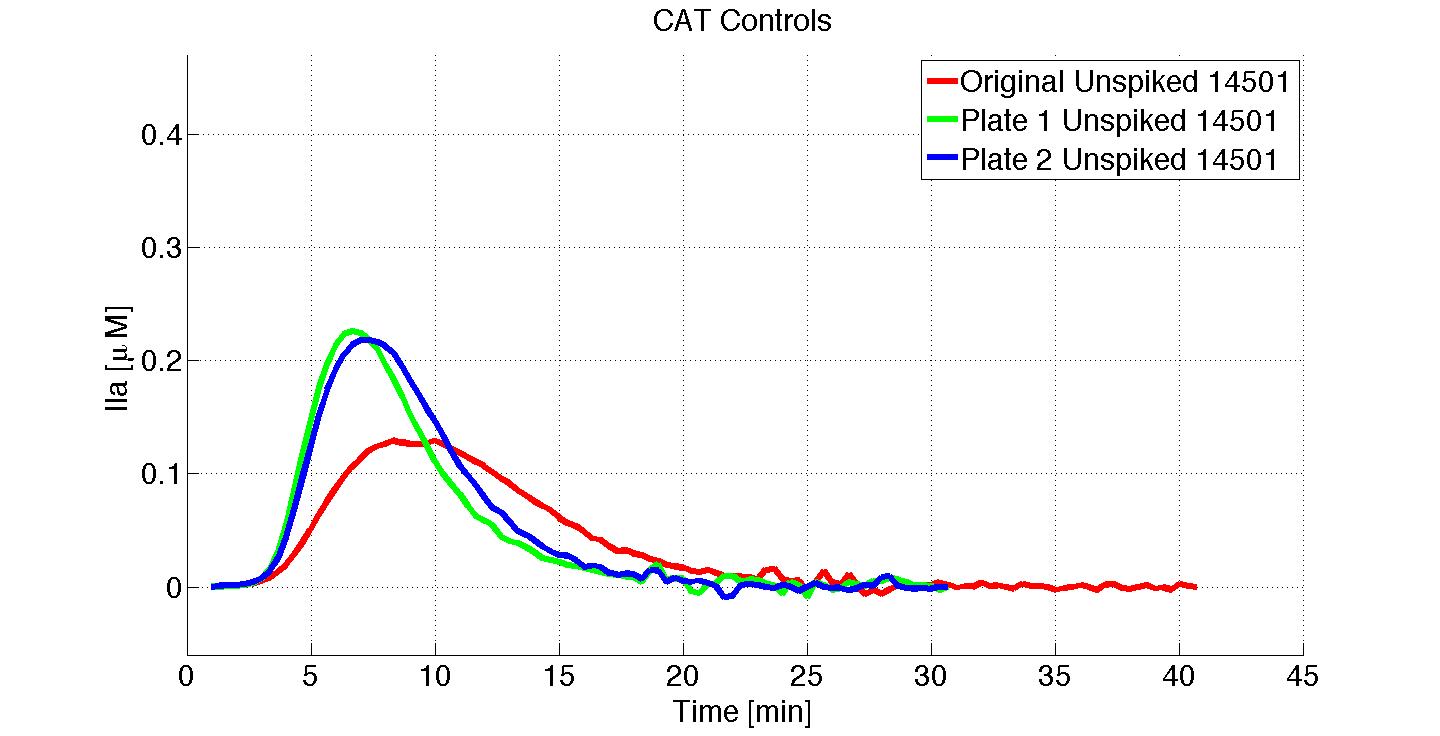 CAT Controls
Original Unspiked 14501
Plate 1 Unspiked 14501
Plate 2 Unspiked 14501
0.4
0.3
0.2
0.1
0
IIa [μ M]
0 5 10 15 20 25 30 35 40 45
Time [min]